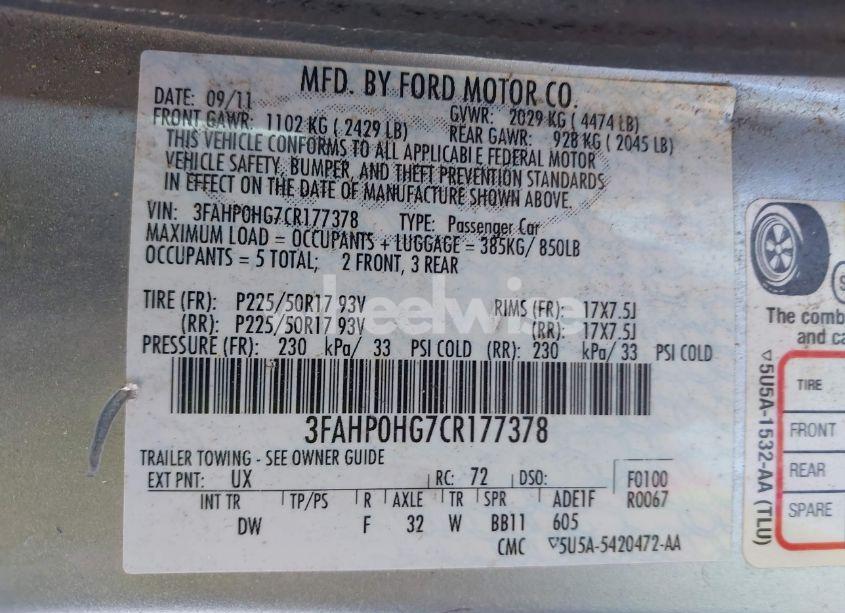 MFD. BY FORD MOTOR CO.
DATE: 09/11 GVWR: 2029 KG ( 4474 LB)
FRONT GAWR: 1102 KG ( 2429 LB) REAR GAWR: 928 KG ( 2045 LB)
THIS VEHICLE CONFORMS TO ALL APPLICABLE FEDERAL MOTOR
VEHICLE SAFETY, BUMPER, AND THEFT PREVENTION STANDARDS
IN EFFECT ON THE DATE OF MANUFACTURE SHOWN ABOVE.
VIN: 3FAHP0HG7CR177378 TYPE: Passenger Car
MAXIMUM LOAD = OCCUPANTS + LUGGAGE = 385KG/ 850LB
OCCUPANTS = 5 TOTAL; 2 FRONT, 3 REAR
TIRE (FR): P225/50R17 93V RIMS (FR): 17X7.5J
(RR): P225/50R17 93V (RR): 17X7.5J
PRESSURE (FR): 230 kPa/ 33 PSI COLD (RR): 230 kPa/ 33 PSI COLD
3FAHP0HG7CR177378
TRAILER TOWING - SEE OWNER GUIDE
EXT PNT: UX RC: 72 DSO: F0100
INT TR TP/PS R AXLE TR SPR ADE1F R0067
DW F 32 W BB11 605
CMC ▽5U5A-5420472-AA
The comb
and ca
TIRE
FRONT
REAR
SPARE
▽5U5A-1532-AA (TLU)